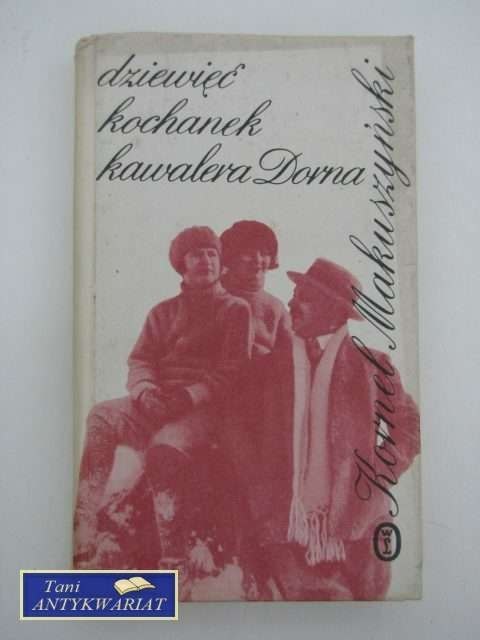 dziewięć
kochanek
kawalera Dorna
Kornel Makuszyński
Tani
ANTYKWARIAT